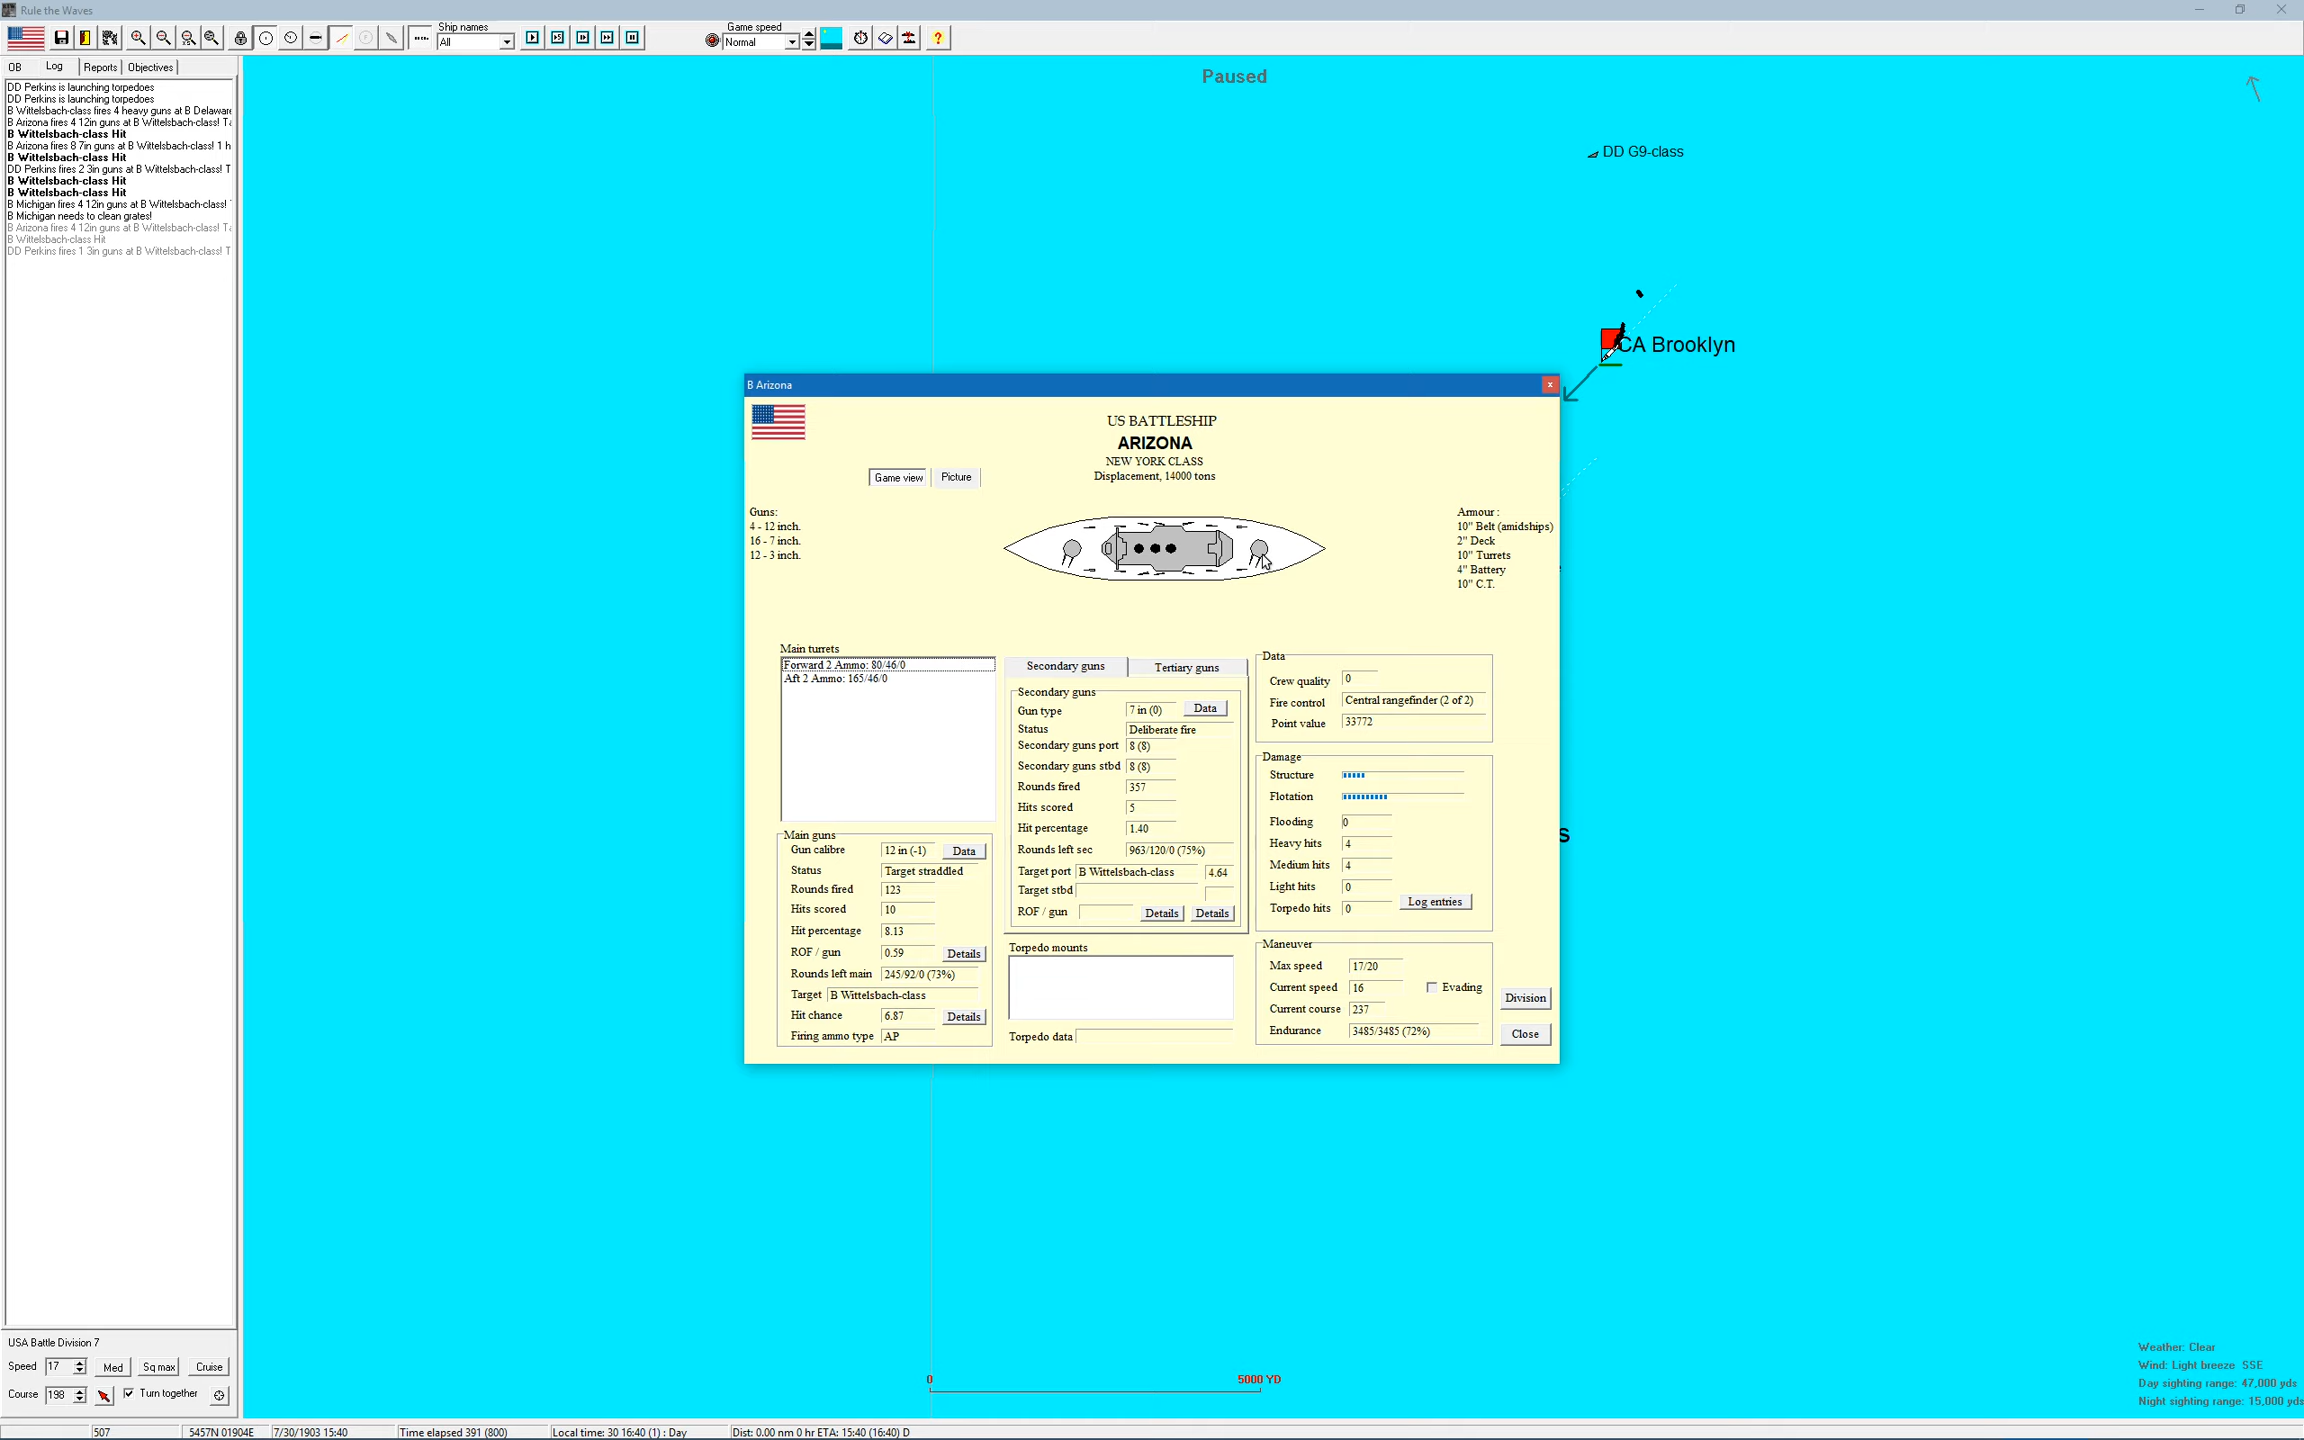 Rule the Waves
Ship names
All
Game speed
Normal
?
OB
Log
Reports
Objectives
DD Perkins is launching torpedoes
DD Perkins is launching torpedoes
B Wittelsbach-class fires 4 heavy guns at B Delaware
B Arizona fires 4 12in guns at B Wittelsbach-class! Ta
B Wittelsbach-class Hit
B Arizona fires 8 7in guns at B Wittelsbach-class! 1 h
B Wittelsbach-class Hit
DD Perkins fires 2 3in guns at B Wittelsbach-class! T
B Wittelsbach-class Hit
B Wittelsbach-class Hit
B Michigan fires 4 12in guns at B Wittelsbach-class!
B Michigan needs to clean grates!
B Arizona fires 4 12in guns at B Wittelsbach-class! Ta
B Wittelsbach-class Hit
DD Perkins fires 1 3in guns at B Wittelsbach-class! T
Paused
DD G9-class
CA Brooklyn
B Arizona
x
US BATTLESHIP
ARIZONA
NEW YORK CLASS
Displacement, 14000 tons
Game view
Picture
Guns:
4 - 12 inch.
16 - 7 inch.
12 - 3 inch.
Armour :
10" Belt (amidships)
2" Deck
10" Turrets
4" Battery
10" C.T.
Main turrets
Forward 2 Ammo: 80/46/0
Aft 2 Ammo: 165/46/0
Main guns
Gun calibre 12 in (-1) Data
Status Target straddled
Rounds fired 123
Hits scored 10
Hit percentage 8.13
ROF / gun 0.59 Details
Rounds left main 245/92/0 (73%)
Target B Wittelsbach-class
Hit chance 6.87 Details
Firing ammo type AP
Secondary guns
Tertiary guns
Secondary guns
Gun type 7 in (0) Data
Status Deliberate fire
Secondary guns port 8 (8)
Secondary guns stbd 8 (8)
Rounds fired 357
Hits scored 5
Hit percentage 1.40
Rounds left sec 963/120/0 (75%)
Target port B Wittelsbach-class 4.64
Target stbd
ROF / gun Details Details
Torpedo mounts
Torpedo data
Data
Crew quality 0
Fire control Central rangefinder (2 of 2)
Point value 33772
Damage
Structure
Flotation
Flooding 0
Heavy hits 4
Medium hits 4
Light hits 0
Torpedo hits 0 Log entries
Maneuver
Max speed 17/20
Current speed 16 Evading
Current course 237
Endurance 3485/3485 (72%)
Division
Close
s
0 5000 YD
Weather: Clear
Wind: Light breeze SSE
Day sighting range: 47,000 yds
Night sighting range: 15,000 yds
USA Battle Division 7
Speed 17 Med Sq max Cruise
Course 198 Turn together
507 5457N 01904E 7/30/1903 15:40 Time elapsed 391 (800) Local time: 30 16:40 (1) : Day Dist: 0.00 nm 0 hr ETA: 15:40 (16:40) D